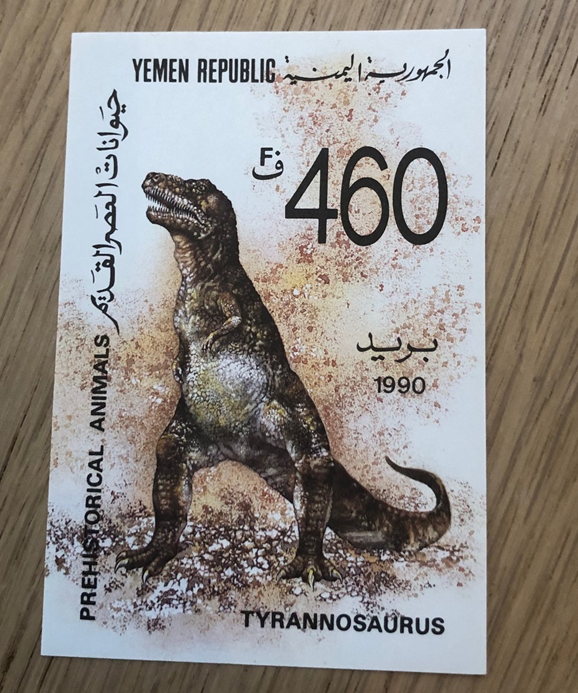 YEMEN REPUBLIC الجمهورية اليمنية
F ف 460
بريد
1990
حيوانات العصر القديم
PREHISTORICAL ANIMALS
TYRANNOSAURUS